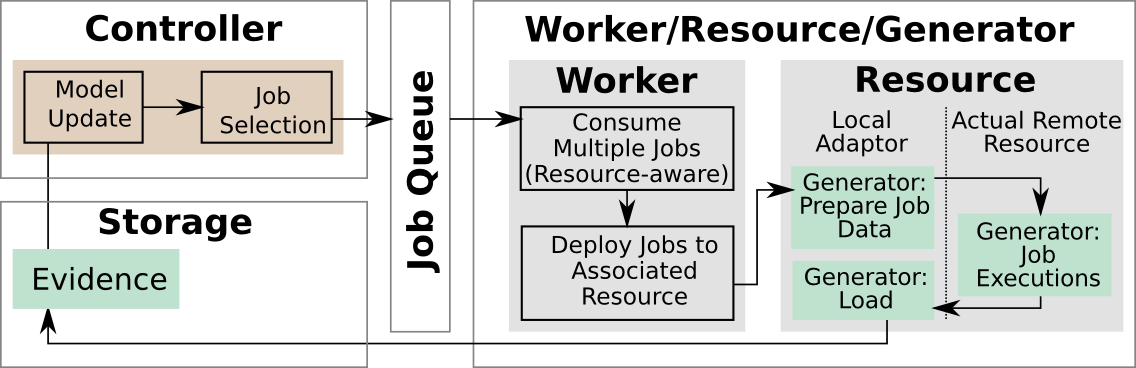 Controller
Model
Update
Job
Selection
Storage
Evidence
Job Queue
Worker/Resource/Generator
Worker
Consume
Multiple Jobs
(Resource-aware)
Deploy Jobs to
Associated
Resource
Resource
Local
Adaptor
Actual Remote
Resource
Generator:
Prepare Job
Data
Generator:
Job
Executions
Generator:
Load